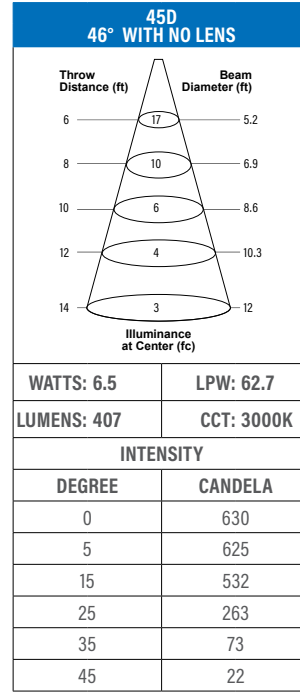 45D
46° WITH NO LENS
Throw Distance (ft)
Beam Diameter (ft)
6 17 5.2
8 10 6.9
10 6 8.6
12 4 10.3
14 3 12
Illuminance
at Center (fc)
WATTS: 6.5 LPW: 62.7
LUMENS: 407 CCT: 3000K
INTENSITY
DEGREE CANDELA
0 630
5 625
15 532
25 263
35 73
45 22